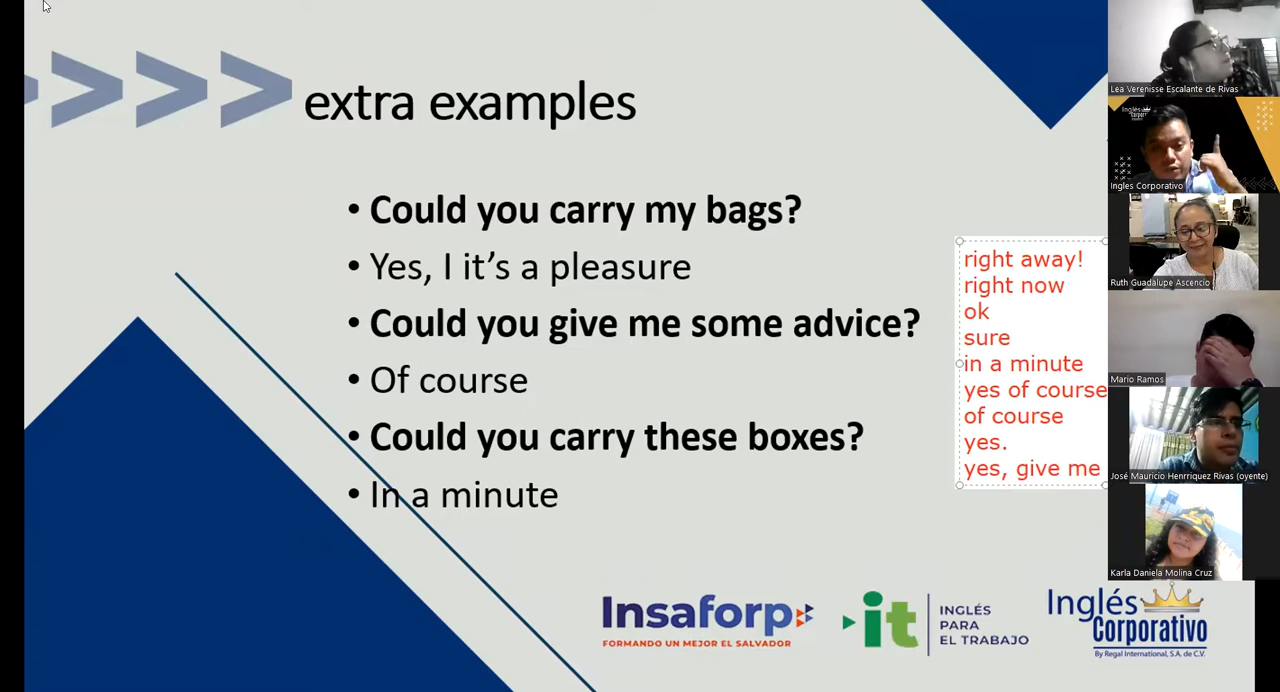 extra examples
• Could you carry my bags?
• Yes, I it’s a pleasure
• Could you give me some advice?
• Of course
• Could you carry these boxes?
• In a minute
right away!
right now
ok
sure
in a minute
yes of course
of course
yes.
yes, give me
Insaforp
FORMANDO UN MEJOR EL SALVADOR
it
INGLÉS
PARA
EL TRABAJO
Inglés
Corporativo
By Regal International, S.A. de C.V.
Lea Verenisse Escalante de Rivas
Inglés
Corporativo
Ingles Corporativo
Ruth Guadalupe Ascencio
Mario Ramos
José Mauricio Henrriquez Rivas (oyente)
Karla Daniela Molina Cruz